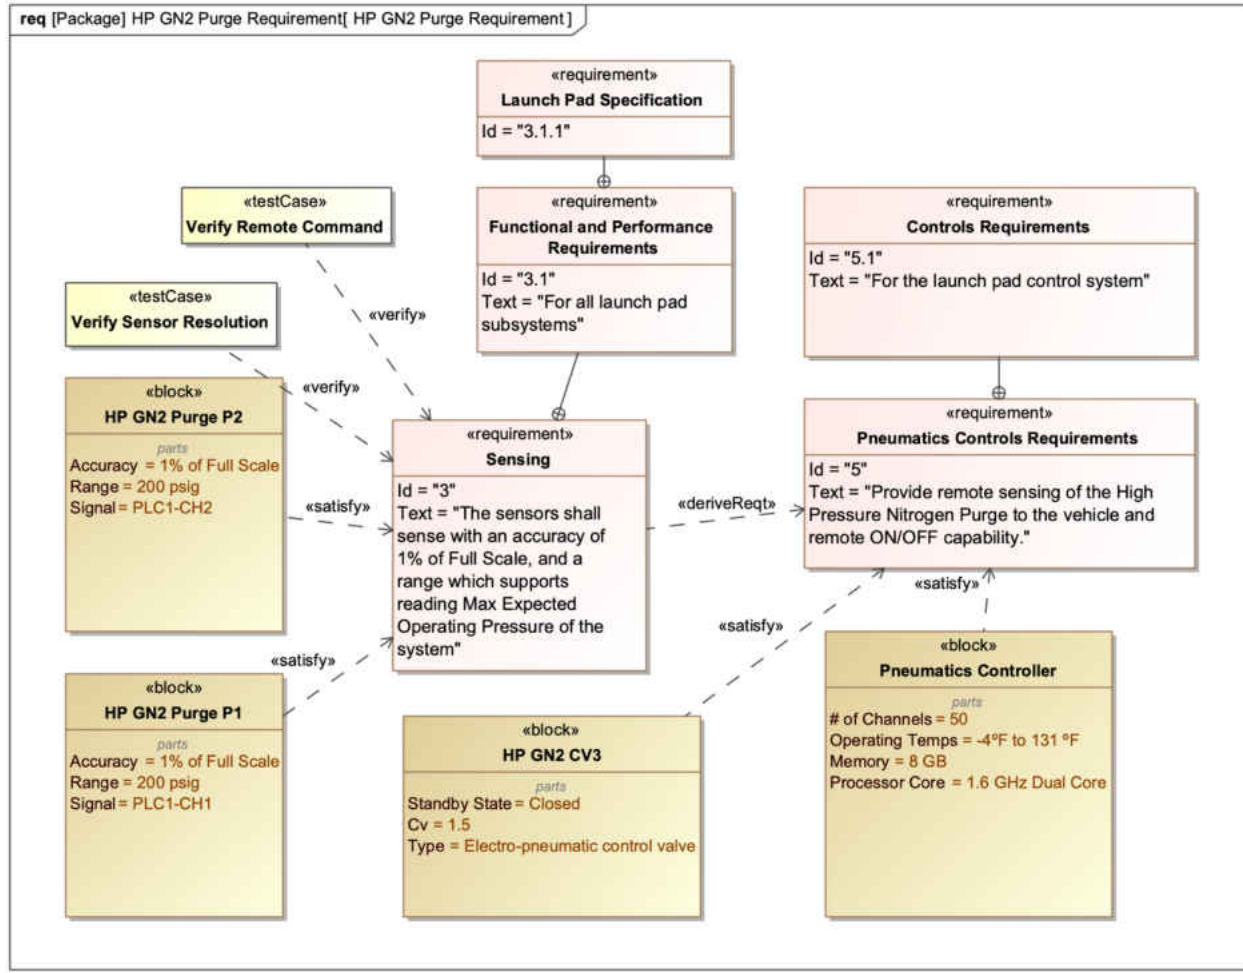 req [Package] HP GN2 Purge Requirement[ HP GN2 Purge Requirement ]
«requirement»
Launch Pad Specification
Id = "3.1.1"
«testCase»
Verify Remote Command
«requirement»
Functional and Performance
Requirements
Id = "3.1"
Text = "For all launch pad
subsystems"
«requirement»
Controls Requirements
Id = "5.1"
Text = "For the launch pad control system"
«testCase»
Verify Sensor Resolution
«verify»
«verify»
«block»
HP GN2 Purge P2
parts
Accuracy = 1% of Full Scale
Range = 200 psig
Signal = PLC1-CH2
«satisfy»
«requirement»
Sensing
Id = "3"
Text = "The sensors shall
sense with an accuracy of
1% of Full Scale, and a
range which supports
reading Max Expected
Operating Pressure of the
system"
«deriveReqt»
«requirement»
Pneumatics Controls Requirements
Id = "5"
Text = "Provide remote sensing of the High
Pressure Nitrogen Purge to the vehicle and
remote ON/OFF capability."
«satisfy»
«satisfy»
«satisfy»
«block»
HP GN2 Purge P1
parts
Accuracy = 1% of Full Scale
Range = 200 psig
Signal = PLC1-CH1
«block»
HP GN2 CV3
parts
Standby State = Closed
Cv = 1.5
Type = Electro-pneumatic control valve
«block»
Pneumatics Controller
parts
# of Channels = 50
Operating Temps = -4ºF to 131 ºF
Memory = 8 GB
Processor Core = 1.6 GHz Dual Core